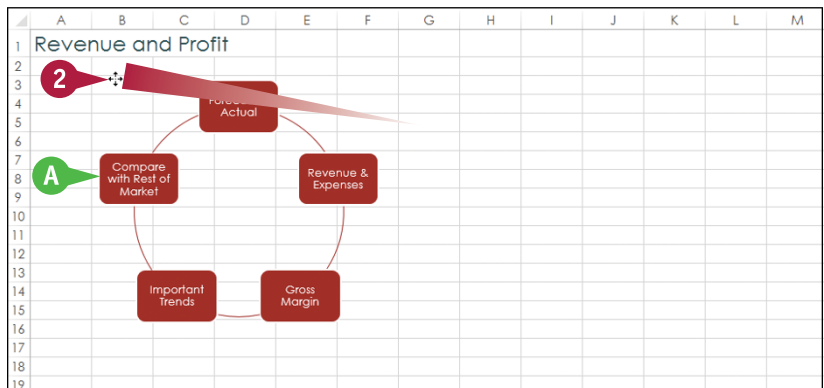 A B C D E F G H I J K L M
1 Revenue and Profit
2
2
3
4
Actual
5
6
7
Compare
with Rest of
Market
Revenue &
Expenses
A
8
9
10
11
12
13
14
Important
Trends
Gross
Margin
15
16
17
18
19